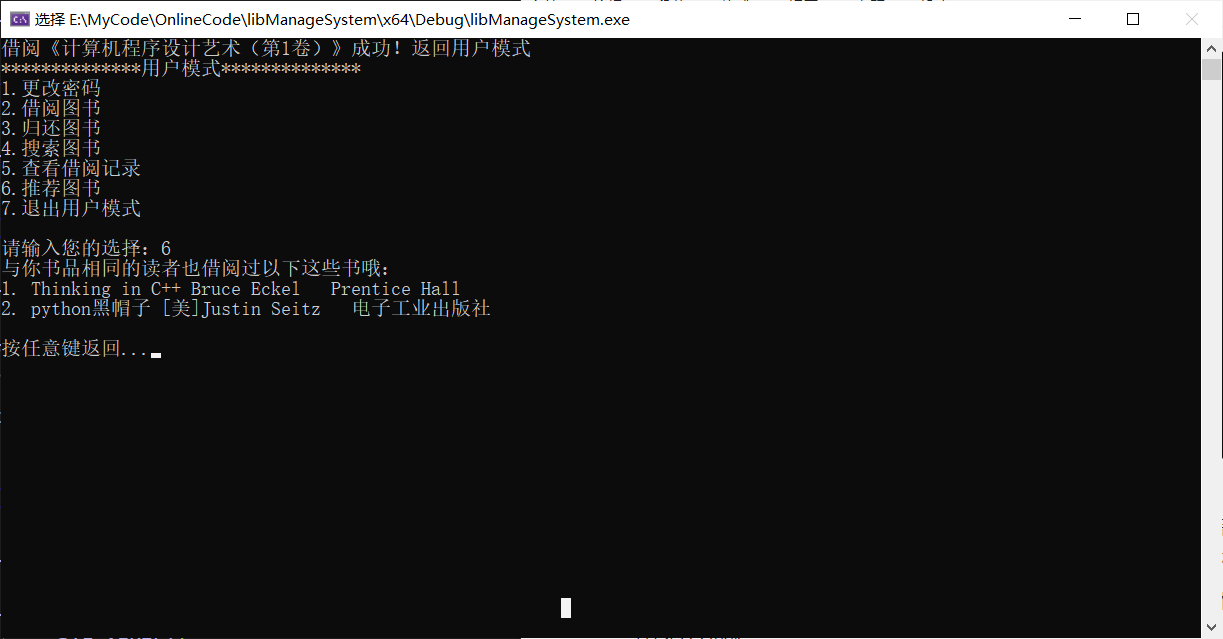 选择 E:\MyCode\OnlineCode\libManageSystem\x64\Debug\libManageSystem.exe
借阅《计算机程序设计艺术（第1卷）》成功！返回用户模式
**************用户模式**************
1.更改密码
2.借阅图书
3.归还图书
4.搜索图书
5.查看借阅记录
6.推荐图书
7.退出用户模式
请输入您的选择：6
与你书品相同的读者也借阅过以下这些书哦：
1. Thinking in C++ Bruce Eckel   Prentice Hall
2. python黑帽子 [美]Justin Seitz   电子工业出版社
按任意键返回...